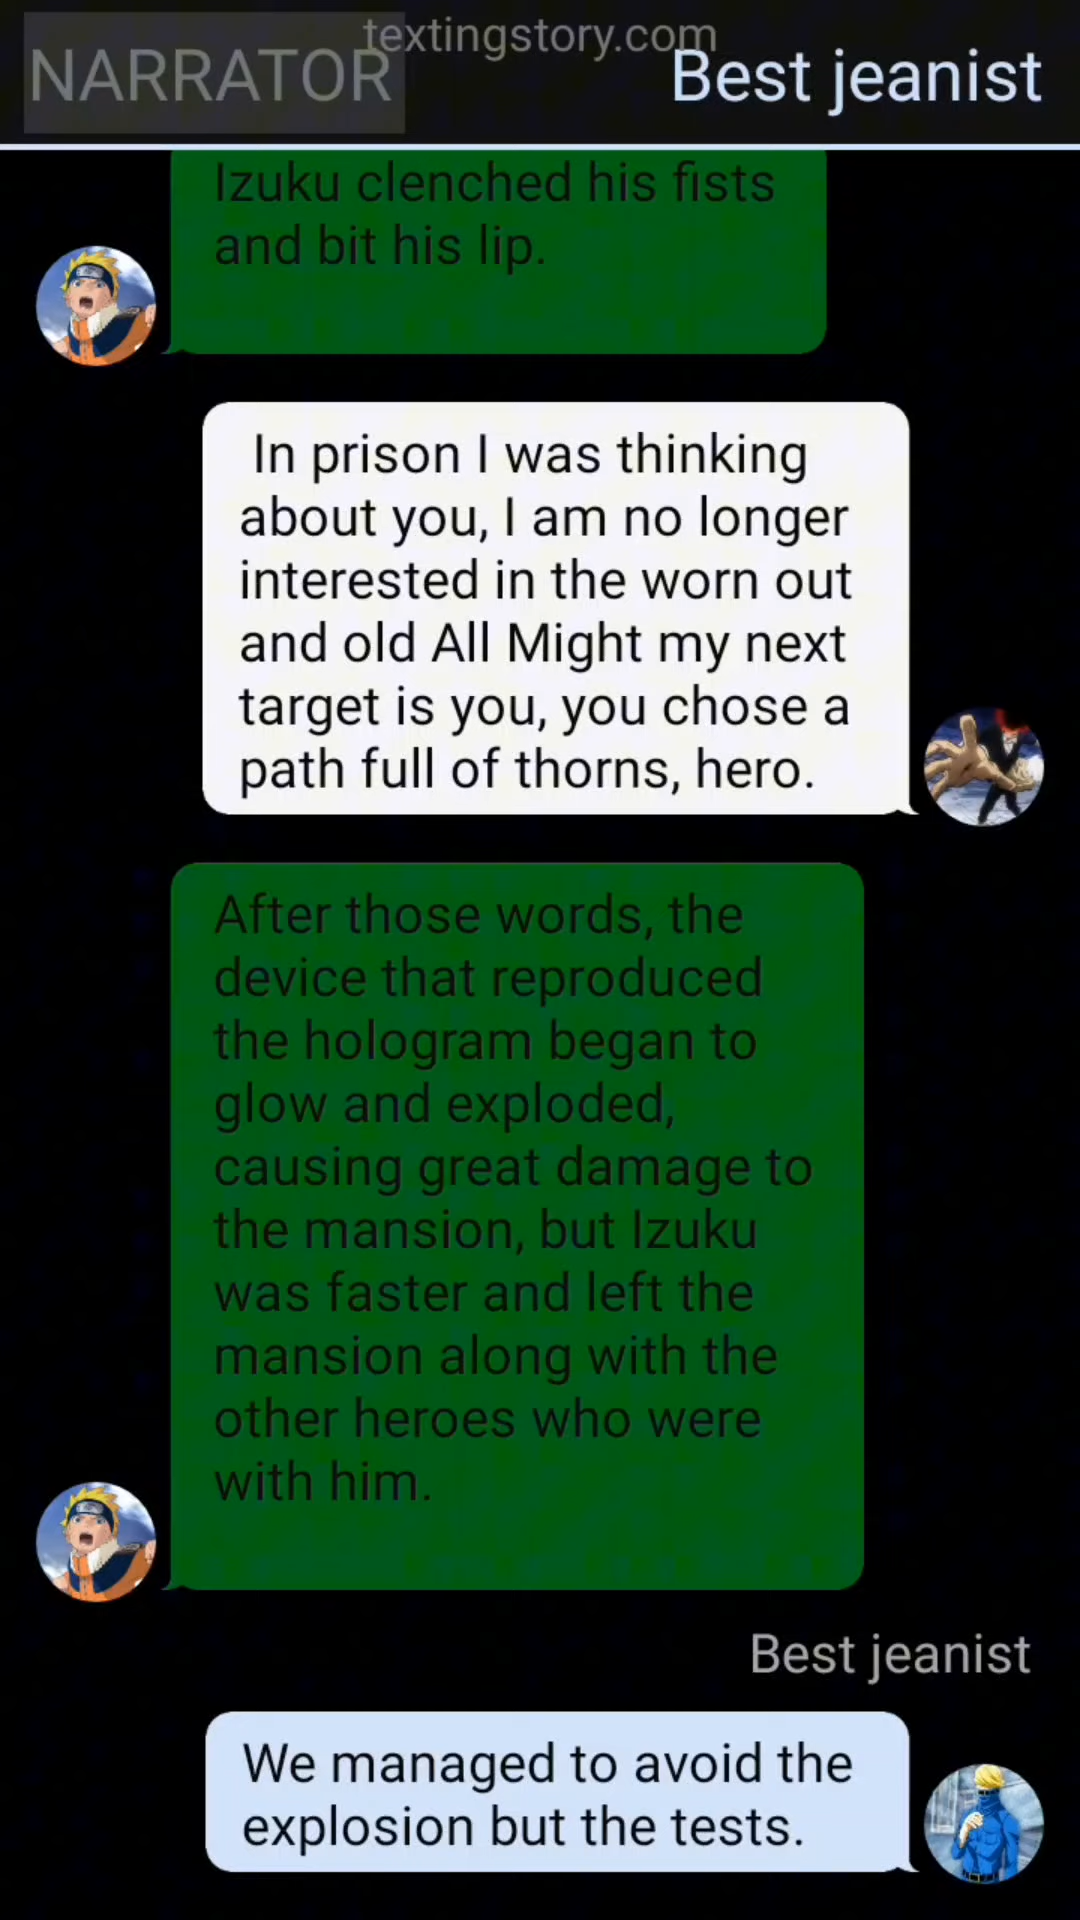 textingstory.com
NARRATOR
Best jeanist
Izuku clenched his fists
and bit his lip.
In prison I was thinking
about you, I am no longer
interested in the worn out
and old All Might my next
target is you, you chose a
path full of thorns, hero.
After those words, the
device that reproduced
the hologram began to
glow and exploded,
causing great damage to
the mansion, but Izuku
was faster and left the
mansion along with the
other heroes who were
with him.
Best jeanist
We managed to avoid the
explosion but the tests.